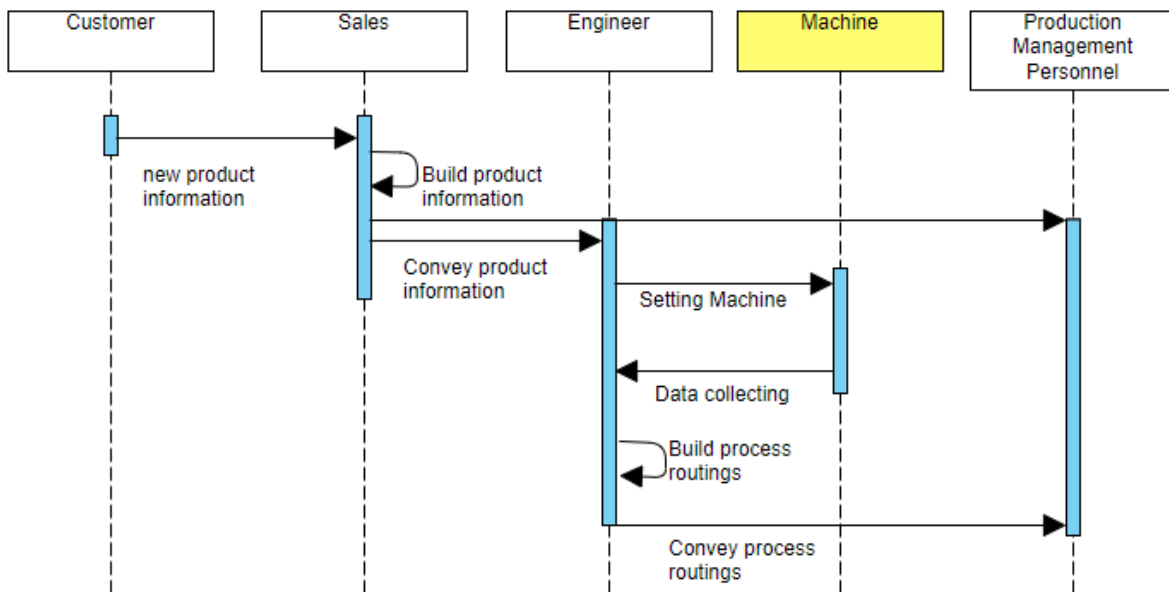 Customer
Sales
Engineer
Machine
Production
Management
Personnel
new product
information
Build product
information
Convey product
information
Setting Machine
Data collecting
Build process
routings
Convey process
routings